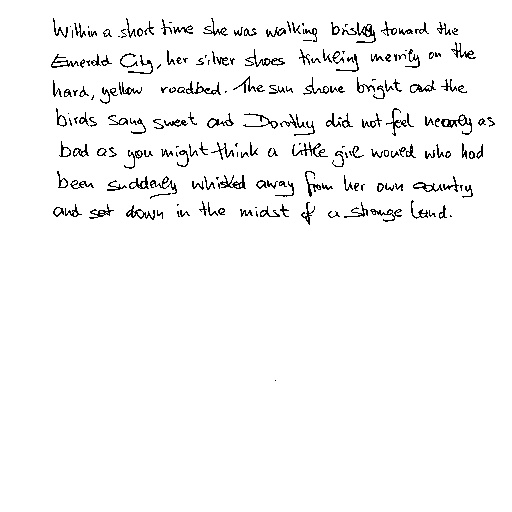 Within a short time she was walking briskly toward the
Emerald City, her silver shoes tinkling merrily on the
hard, yellow roadbed. The sun shone bright and the
birds sang sweet and Dorothy did not feel nearly as
bad as you might think a little girl would who had
been suddenly whisked away from her own country
and set down in the midst of a strange land.